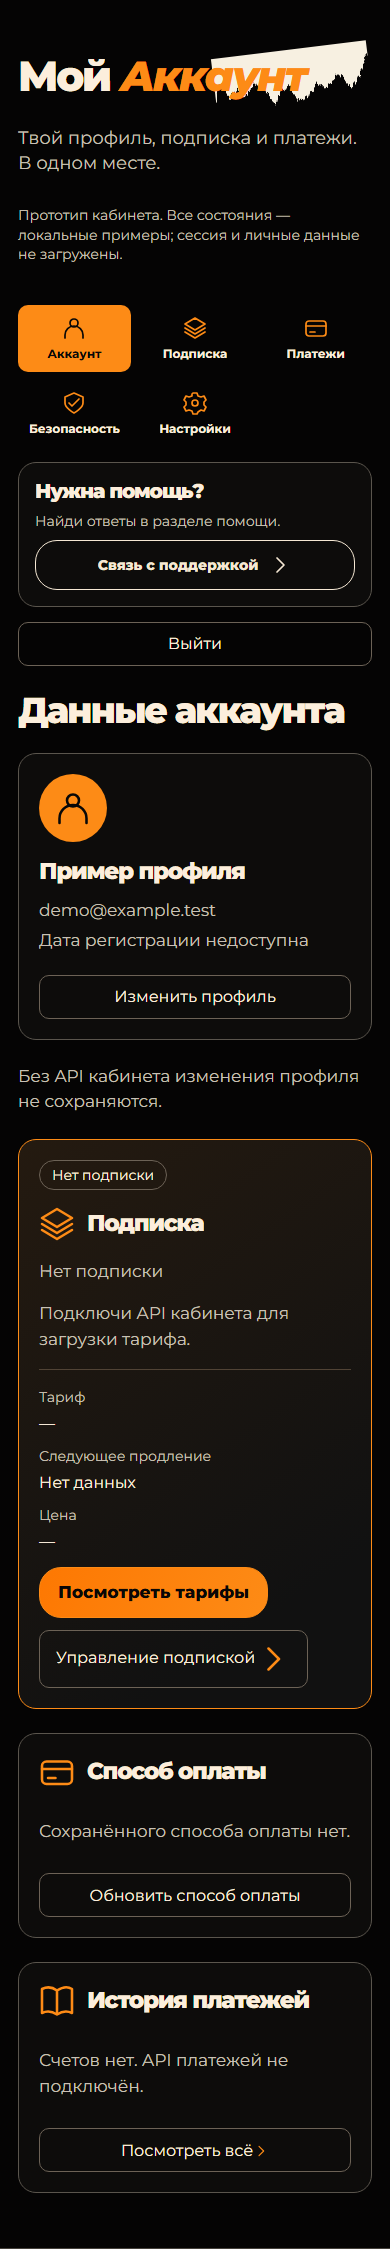 Мой Аккаунт
Твой профиль, подписка и платежи.
В одном месте.
Прототип кабинета. Все состояния —
локальные примеры; сессия и личные данные
не загружены.
Аккаунт
Подписка
Платежи
Безопасность
Настройки
Нужна помощь?
Найди ответы в разделе помощи.
Связь с поддержкой
Выйти
Данные аккаунта
Пример профиля
demo@example.test
Дата регистрации недоступна
Изменить профиль
Без API кабинета изменения профиля
не сохраняются.
Нет подписки
Подписка
Нет подписки
Подключи API кабинета для
загрузки тарифа.
Тариф
—
Следующее продление
Нет данных
Цена
—
Посмотреть тарифы
Управление подпиской
Способ оплаты
Сохранённого способа оплаты нет.
Обновить способ оплаты
История платежей
Счетов нет. API платежей не
подключён.
Посмотреть всё